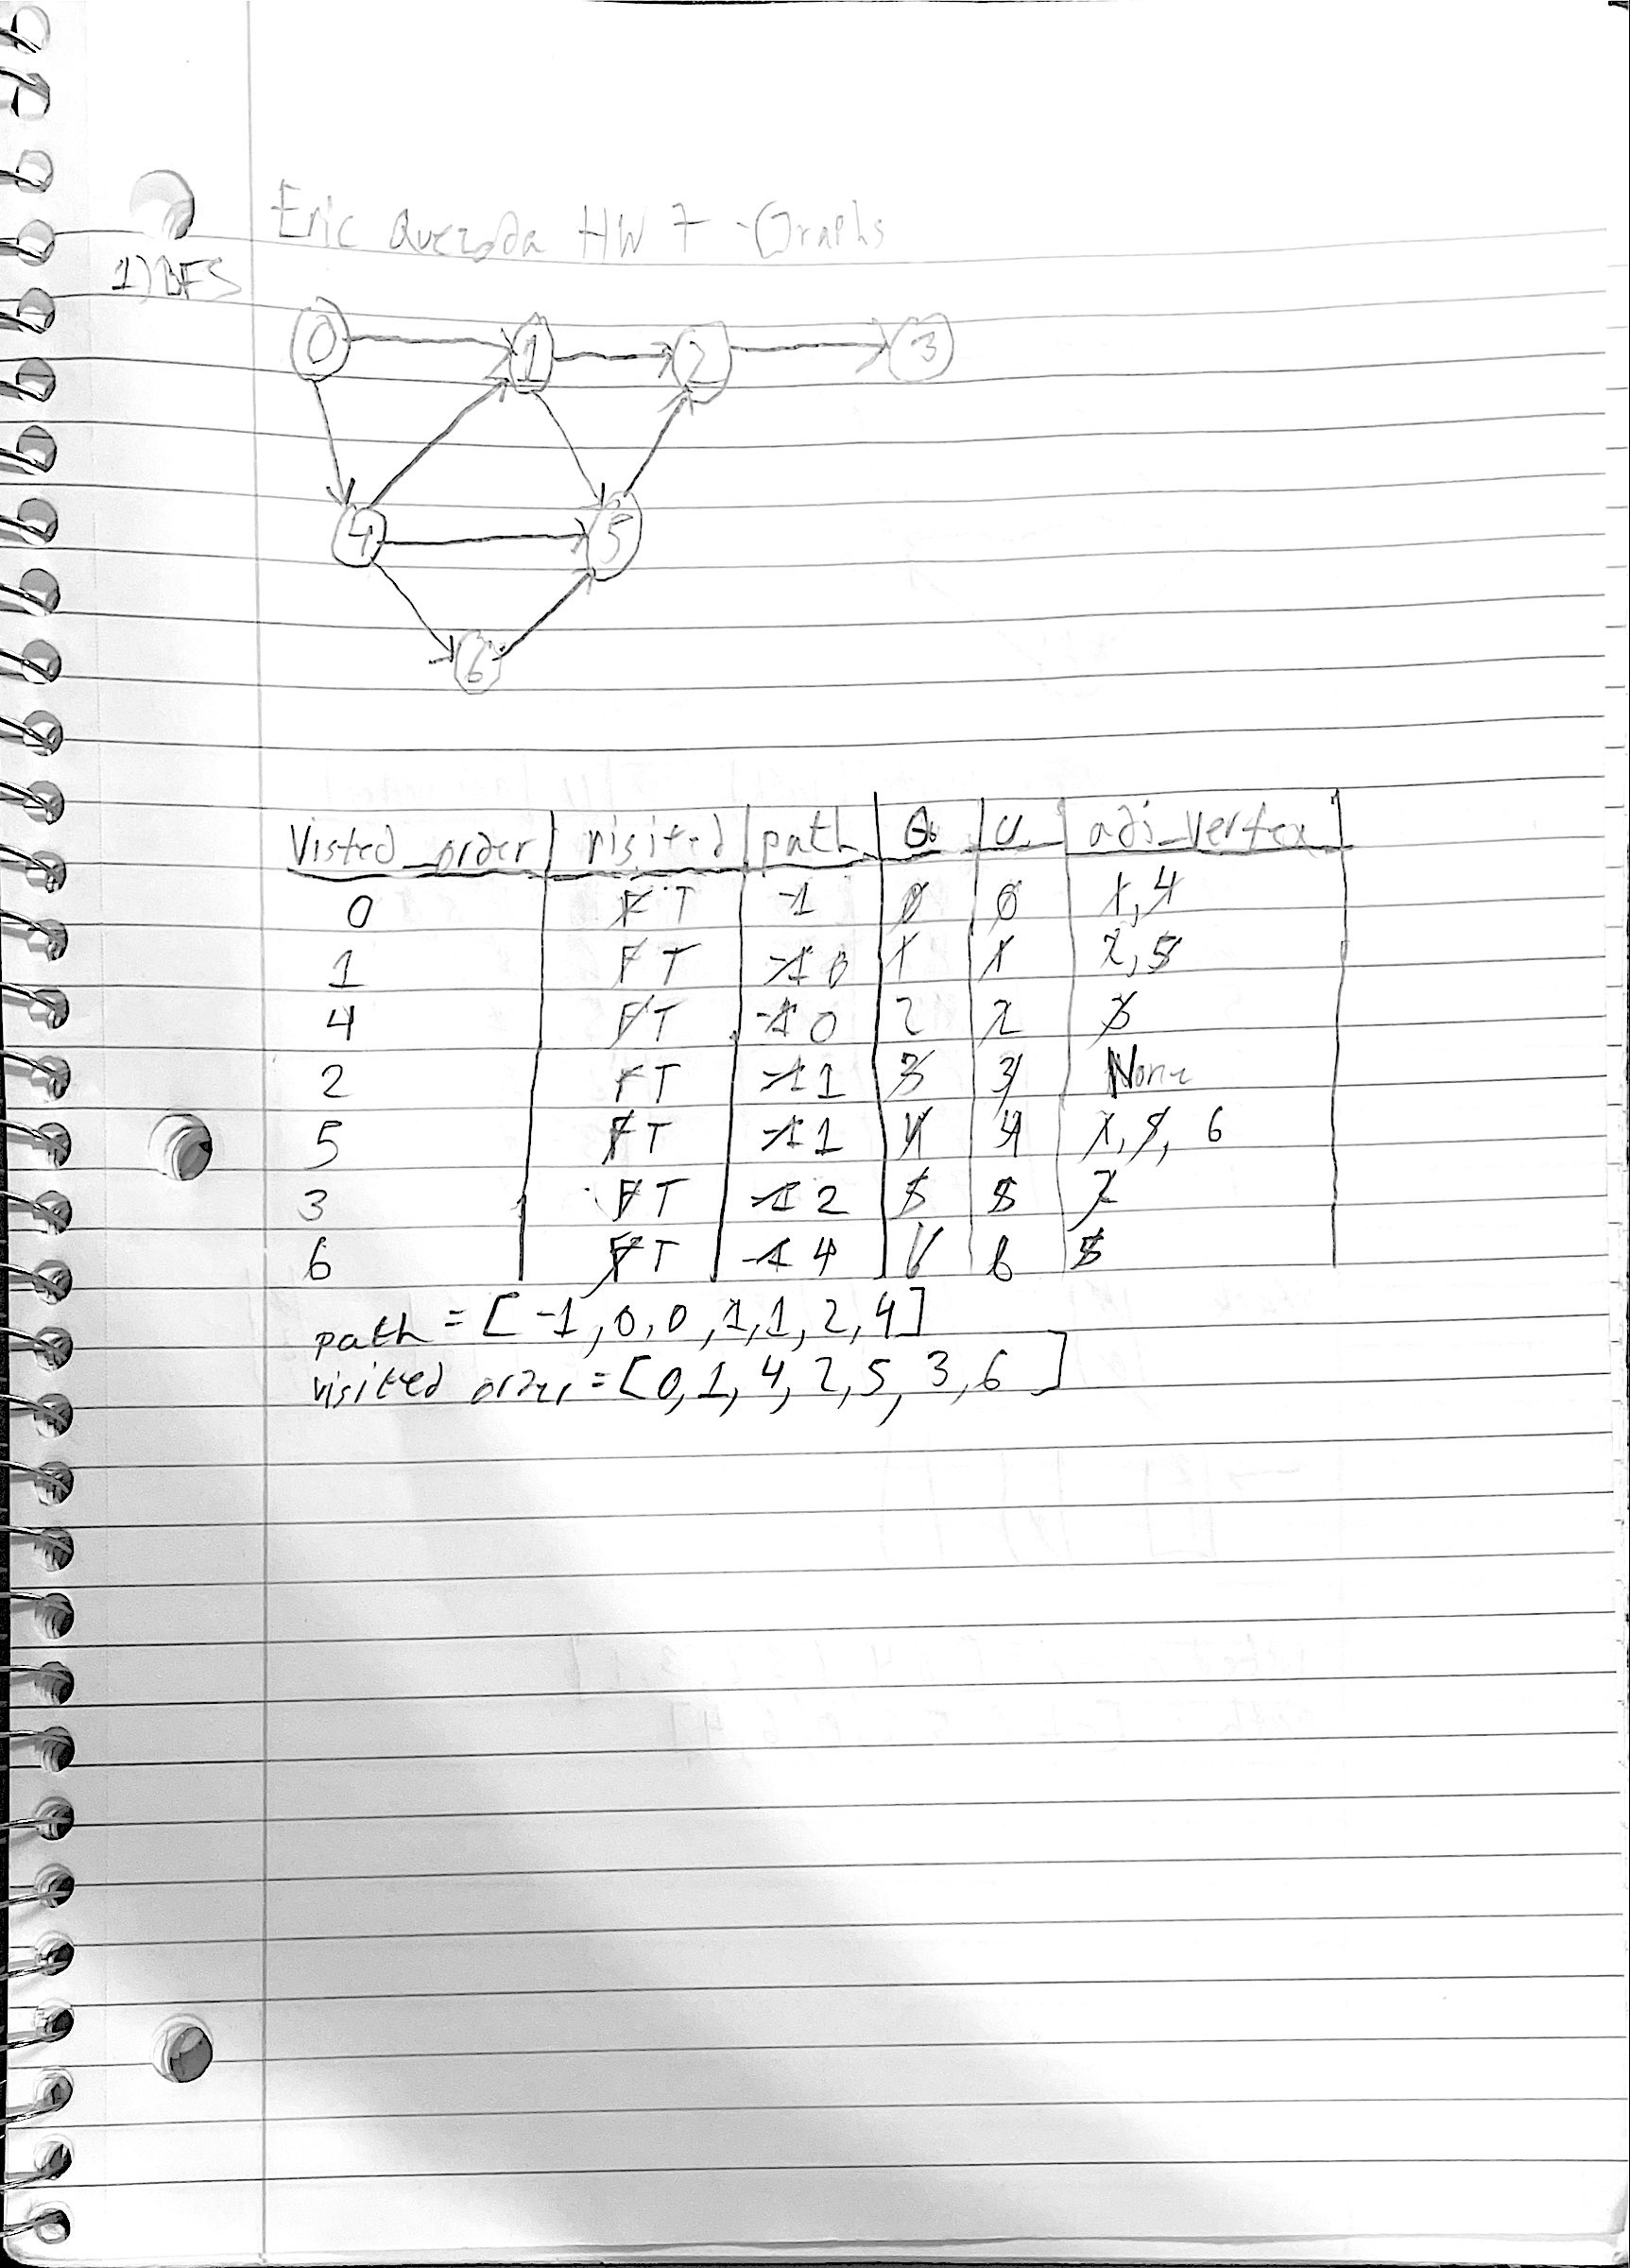 Eric Quezada HW 7 - Graphs
1) BFS
0 1 2 3
4 5
6
Visted_order visited path Q U adj_vertex
0 F T -1 0 0 1, 4
1 F T -1 0 1 1 2, 5
4 F T -1 0 2 2 3
2 F T -1 1 3 3 None
5 F T -1 1 4 4 1, 5, 6
3 F T -1 2 5 5 2
6 F T -1 4 6 6 5
path = [-1, 0, 0, 1, 1, 2, 4]
visited order = [0, 1, 4, 2, 5, 3, 6]